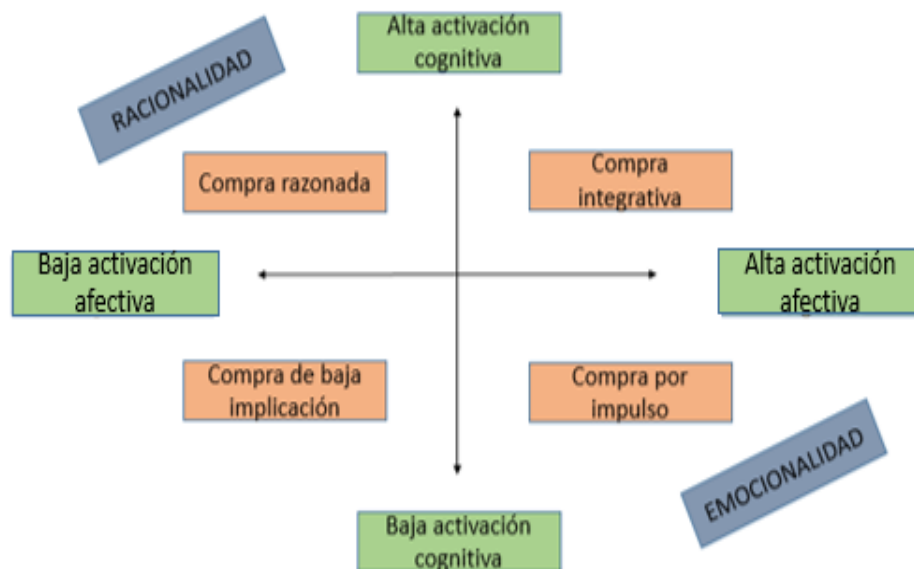 Alta activación
cognitiva
RACIONALIDAD
Compra razonada
Compra
integrativa
Baja activación
afectiva
Alta activación
afectiva
Compra de baja
implicación
Compra por
impulso
EMOCIONALIDAD
Baja activación
cognitiva